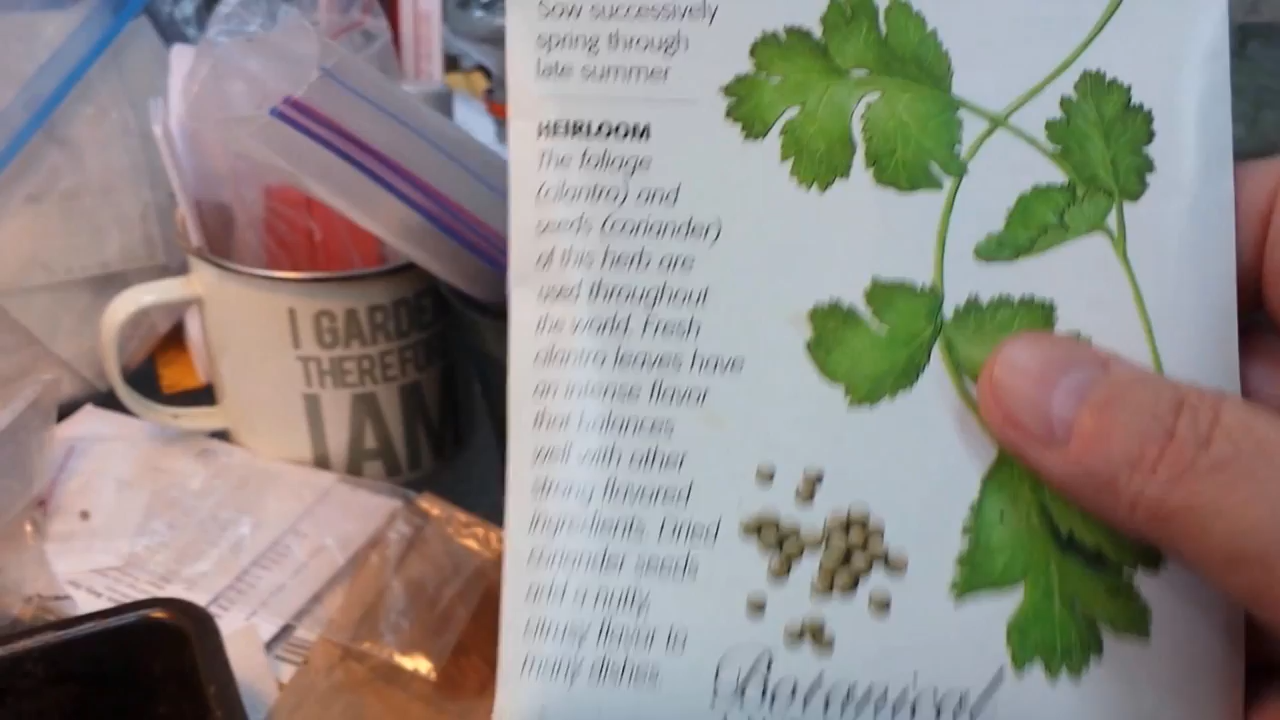 Sow successively
spring through
late summer
HEIRLOOM
The foliage
(cilantro) and
seeds (coriander)
of this herb are
used throughout
the world. Fresh
cilantro leaves have
an intense flavor
that balances
well with other
strong flavored
ingredients. Dried
coriander seeds
add a nutty,
citrusy flavor to
many dishes.
Botanical
I GARDEN
THEREFO
I AM